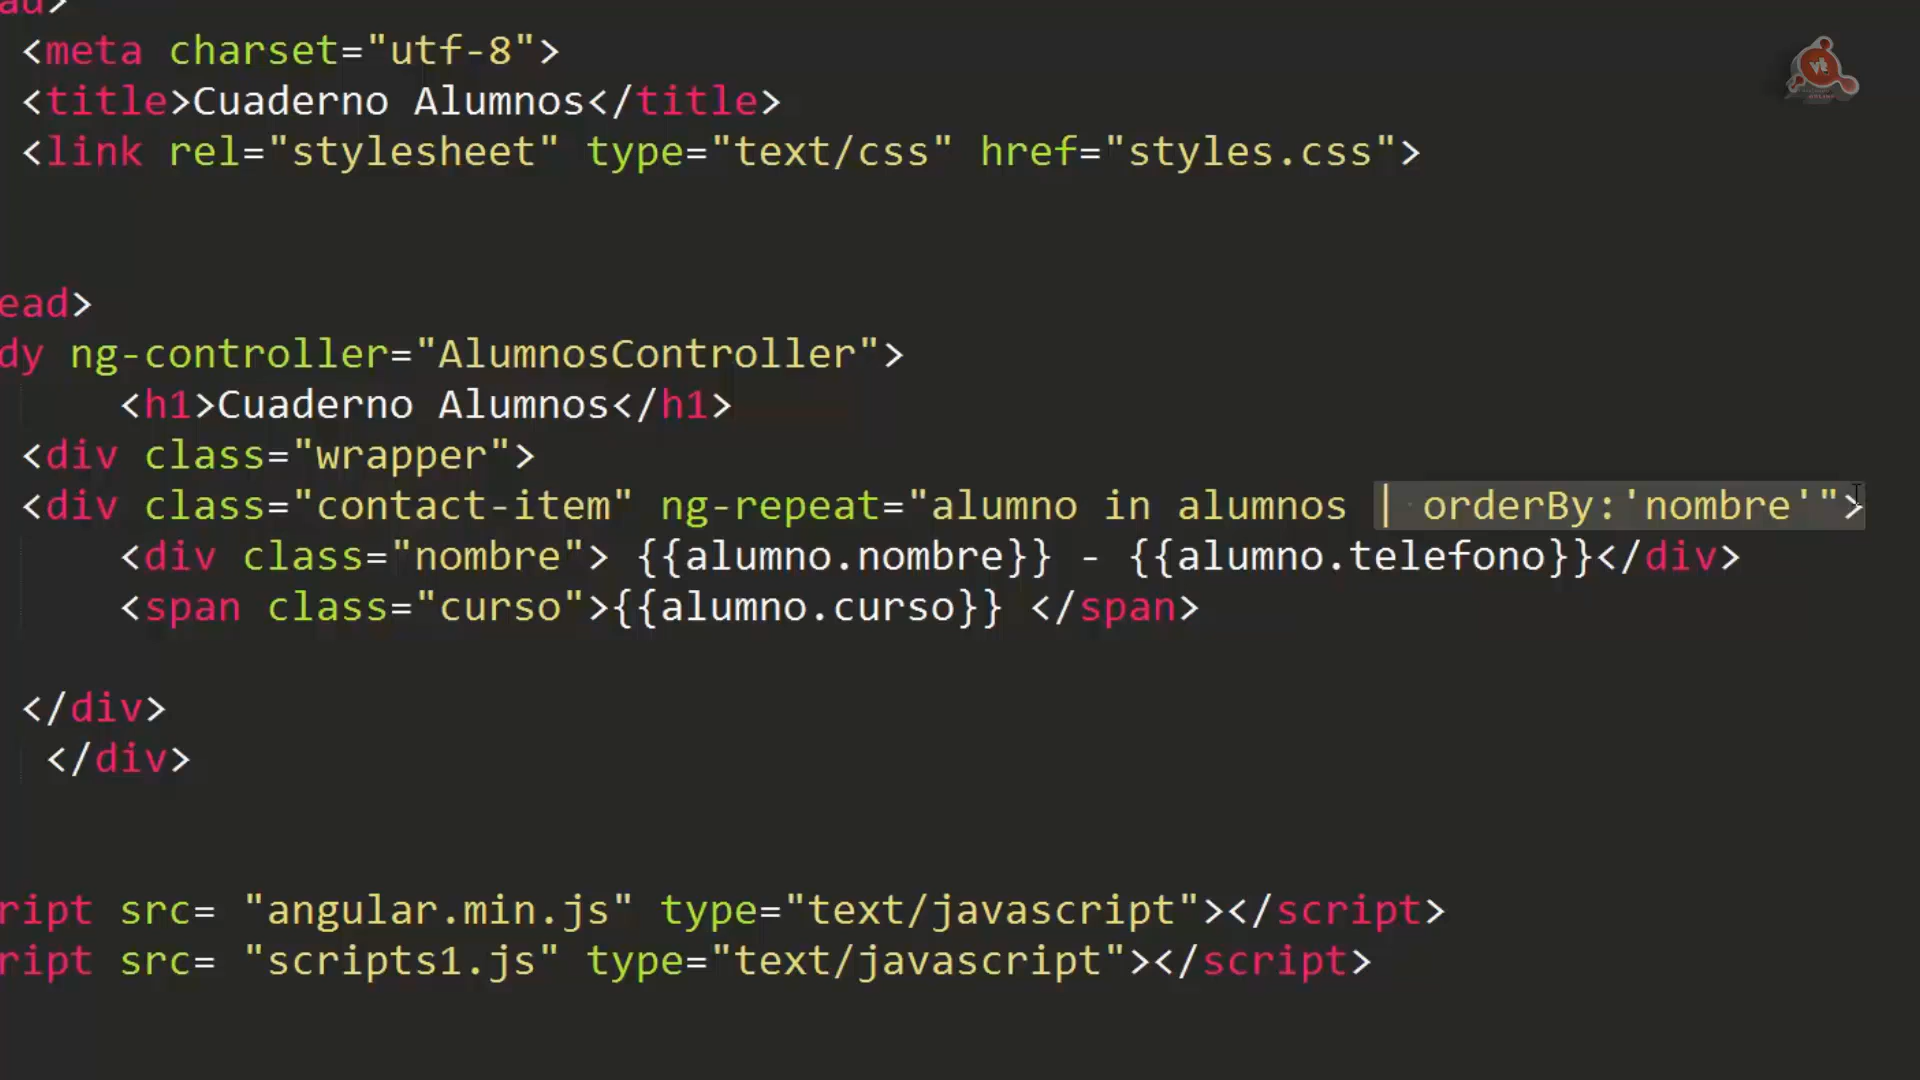 ad>
<meta charset="utf-8">
<title>Cuaderno Alumnos</title>
<link rel="stylesheet" type="text/css" href="styles.css">
ead>
dy ng-controller="AlumnosController">
<h1>Cuaderno Alumnos</h1>
<div class="wrapper">
<div class="contact-item" ng-repeat="alumno in alumnos | orderBy:'nombre'">
<div class="nombre"> {{alumno.nombre}} - {{alumno.telefono}}</div>
<span class="curso">{{alumno.curso}} </span>
</div>
</div>
ript src= "angular.min.js" type="text/javascript"></script>
ript src= "scripts1.js" type="text/javascript"></script>
vt